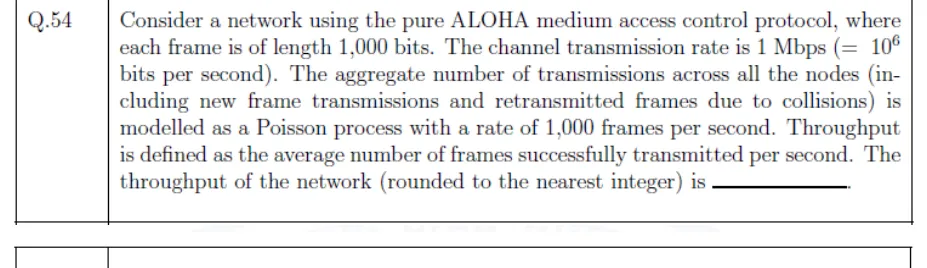 Q.54 Consider a network using the pure ALOHA medium access control protocol, where
each frame is of length 1,000 bits. The channel transmission rate is 1 Mbps (= 10⁶
bits per second). The aggregate number of transmissions across all the nodes (in-
cluding new frame transmissions and retransmitted frames due to collisions) is
modelled as a Poisson process with a rate of 1,000 frames per second. Throughput
is defined as the average number of frames successfully transmitted per second. The
throughput of the network (rounded to the nearest integer) is ____________.